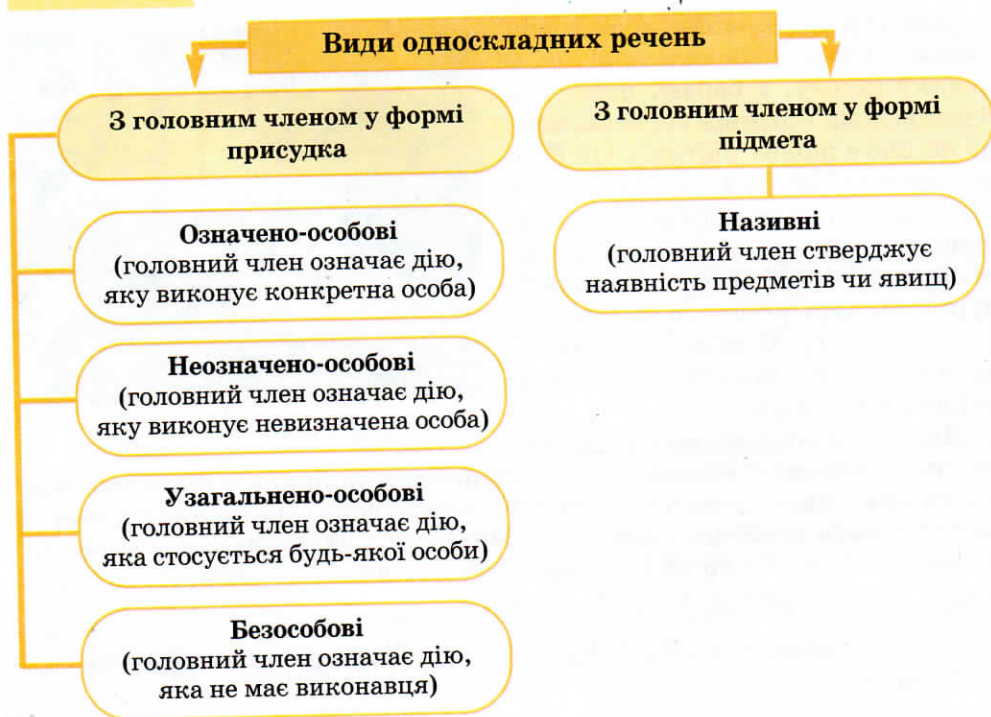 Види односкладних речень
З головним членом у формі
присудка
Означено-особові
(головний член означає дію,
яку виконує конкретна особа)
Неозначено-особові
(головний член означає дію,
яку виконує невизначена особа)
Узагальнено-особові
(головний член означає дію,
яка стосується будь-якої особи)
Безособові
(головний член означає дію,
яка не має виконавця)
З головним членом у формі
підмета
Називні
(головний член стверджує
наявність предметів чи явищ)